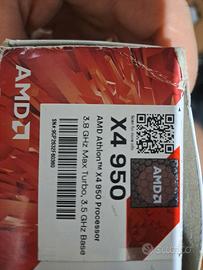 AMD
X4 950
AMD Athlon™ X4 950 Processor
3.8 GHz Max Turbo, 3.5 GHz Base
AMD